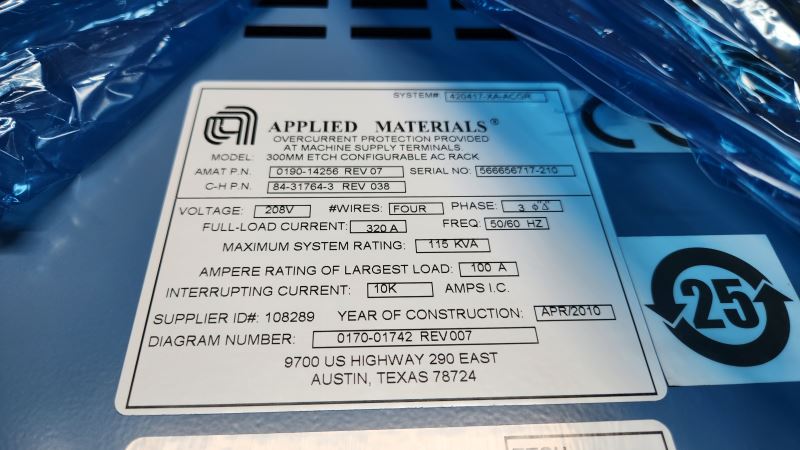 SYSTEM# 420417-XA-ACGR
APPLIED MATERIALS®
OVERCURRENT PROTECTION PROVIDED
AT MACHINE SUPPLY TERMINALS.
MODEL: 300MM ETCH CONFIGURABLE AC RACK
AMAT P.N. 0190-14256 REV 07 SERIAL NO: 566656717-210
C-H P.N. 84-31764-3 REV 038
VOLTAGE: 208V #WIRES: FOUR PHASE: 3 Φ"Δ"
FULL-LOAD CURRENT: 320 A FREQ: 50/60 HZ
MAXIMUM SYSTEM RATING: 115 KVA
AMPERE RATING OF LARGEST LOAD: 100 A
INTERRUPTING CURRENT: 10K AMPS I.C.
SUPPLIER ID#: 108289 YEAR OF CONSTRUCTION: APR/2010
DIAGRAM NUMBER: 0170-01742 REV007
9700 US HIGHWAY 290 EAST
AUSTIN, TEXAS 78724
25